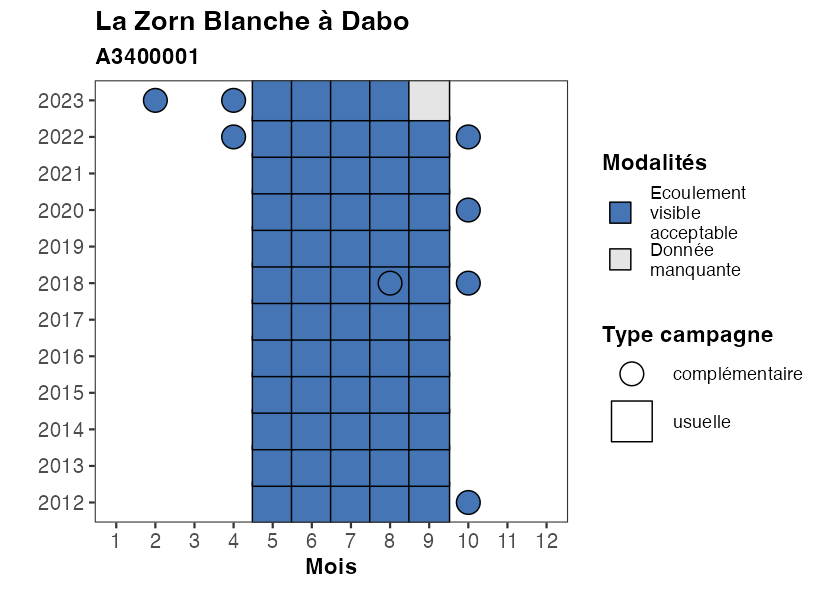 La Zorn Blanche à Dabo
A3400001
2023
2022
2021
2020
2019
2018
2017
2016
2015
2014
2013
2012
1 2 3 4 5 6 7 8 9 10 11 12
Mois
Modalités
Ecoulement
visible
acceptable
Donnée
manquante
Type campagne
complémentaire
usuelle